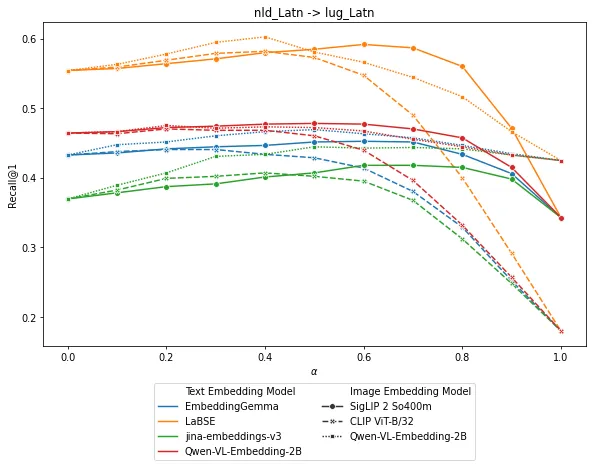 nld_Latn -> lug_Latn
0.6
0.5
0.4
0.3
0.2
Recall@1
0.0 0.2 0.4 0.6 0.8 1.0
α
Text Embedding Model
EmbeddingGemma
LaBSE
jina-embeddings-v3
Qwen-VL-Embedding-2B
Image Embedding Model
SigLIP 2 So400m
CLIP ViT-B/32
Qwen-VL-Embedding-2B